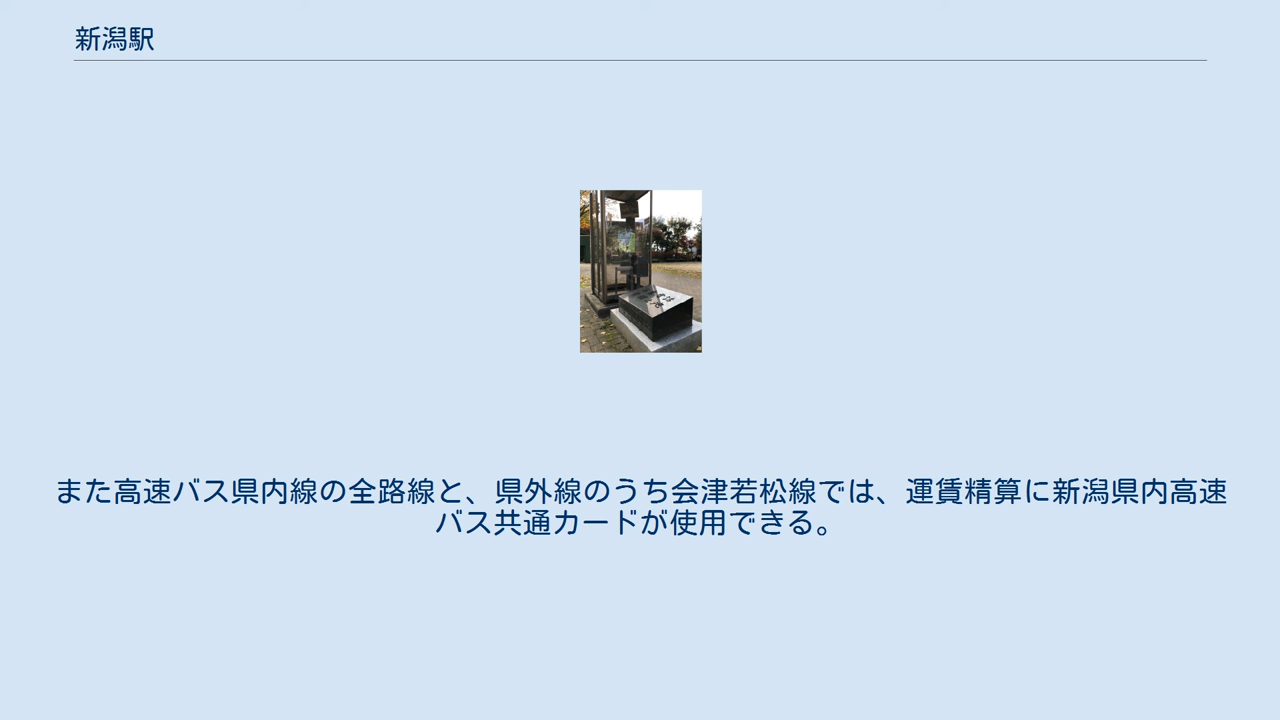 新潟駅
また高速バス県内線の全路線と、県外線のうち会津若松線では、運賃精算に新潟県内高速
バス共通カードが使用できる。